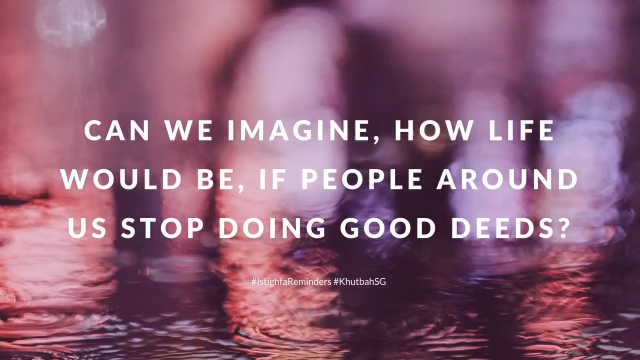 CAN WE IMAGINE, HOW LIFE
WOULD BE, IF PEOPLE AROUND
US STOP DOING GOOD DEEDS?
#IstighfaReminders #KhutbahSG